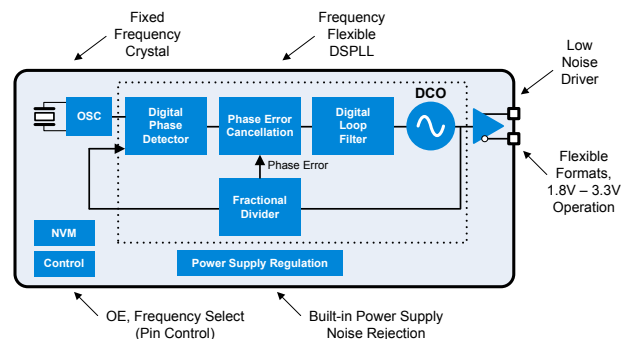 Fixed
Frequency
Crystal
Frequency
Flexible
DSPLL
Low
Noise
Driver
OSC
Digital
Phase
Detector
Phase Error
Cancellation
Digital
Loop
Filter
DCO
Phase Error
Fractional
Divider
Flexible
Formats,
1.8V – 3.3V
Operation
NVM
Control
Power Supply Regulation
OE, Frequency Select
(Pin Control)
Built-in Power Supply
Noise Rejection